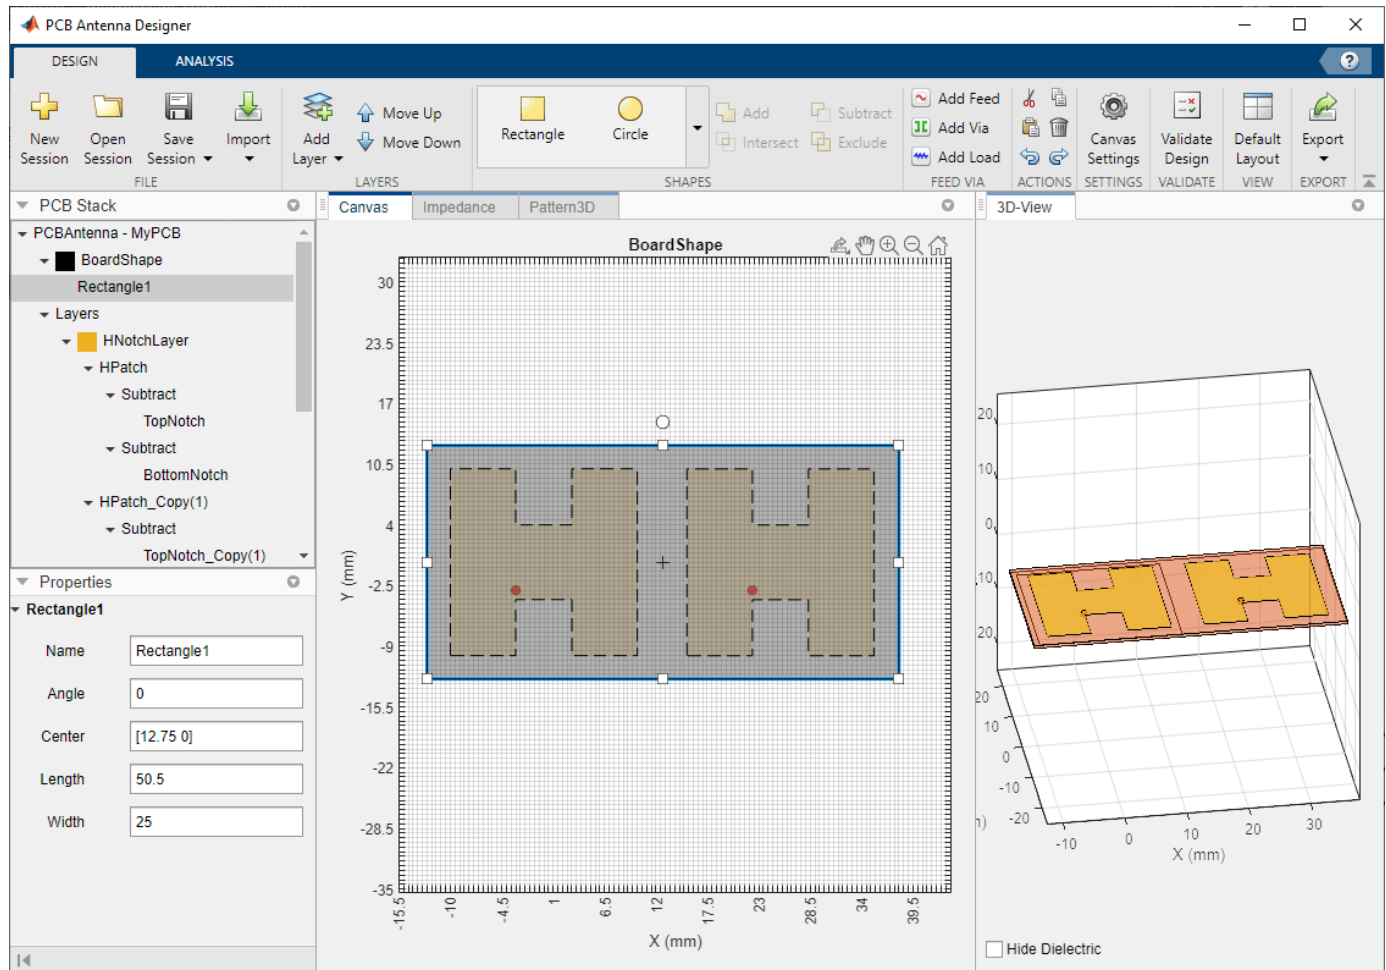 PCB Antenna Designer
DESIGN
ANALYSIS
?
New Session
Open Session
Save Session
Import
FILE
Add Layer
Move Up
Move Down
LAYERS
Rectangle
Circle
Add
Subtract
Intersect
Exclude
SHAPES
Add Feed
Add Via
Add Load
FEED VIA
ACTIONS
Canvas Settings
SETTINGS
Validate Design
VALIDATE
Default Layout
VIEW
Export
EXPORT
PCB Stack
PCBAntenna - MyPCB
BoardShape
Rectangle1
Layers
HNotchLayer
HPatch
Subtract
TopNotch
Subtract
BottomNotch
HPatch_Copy(1)
Subtract
TopNotch_Copy(1)
Properties
Rectangle1
Name
Rectangle1
Angle
0
Center
[12.75 0]
Length
50.5
Width
25
Canvas
Impedance
Pattern3D
BoardShape
30
23.5
17
10.5
4
-2.5
-9
-15.5
-22
-28.5
-35
Y (mm)
-15.5
-10
-4.5
1
6.5
12
17.5
23
28.5
34
39.5
X (mm)
3D-View
20
10
0
10
20
20
10
0
-10
-20
-10
0
10
20
30
X (mm)
Hide Dielectric